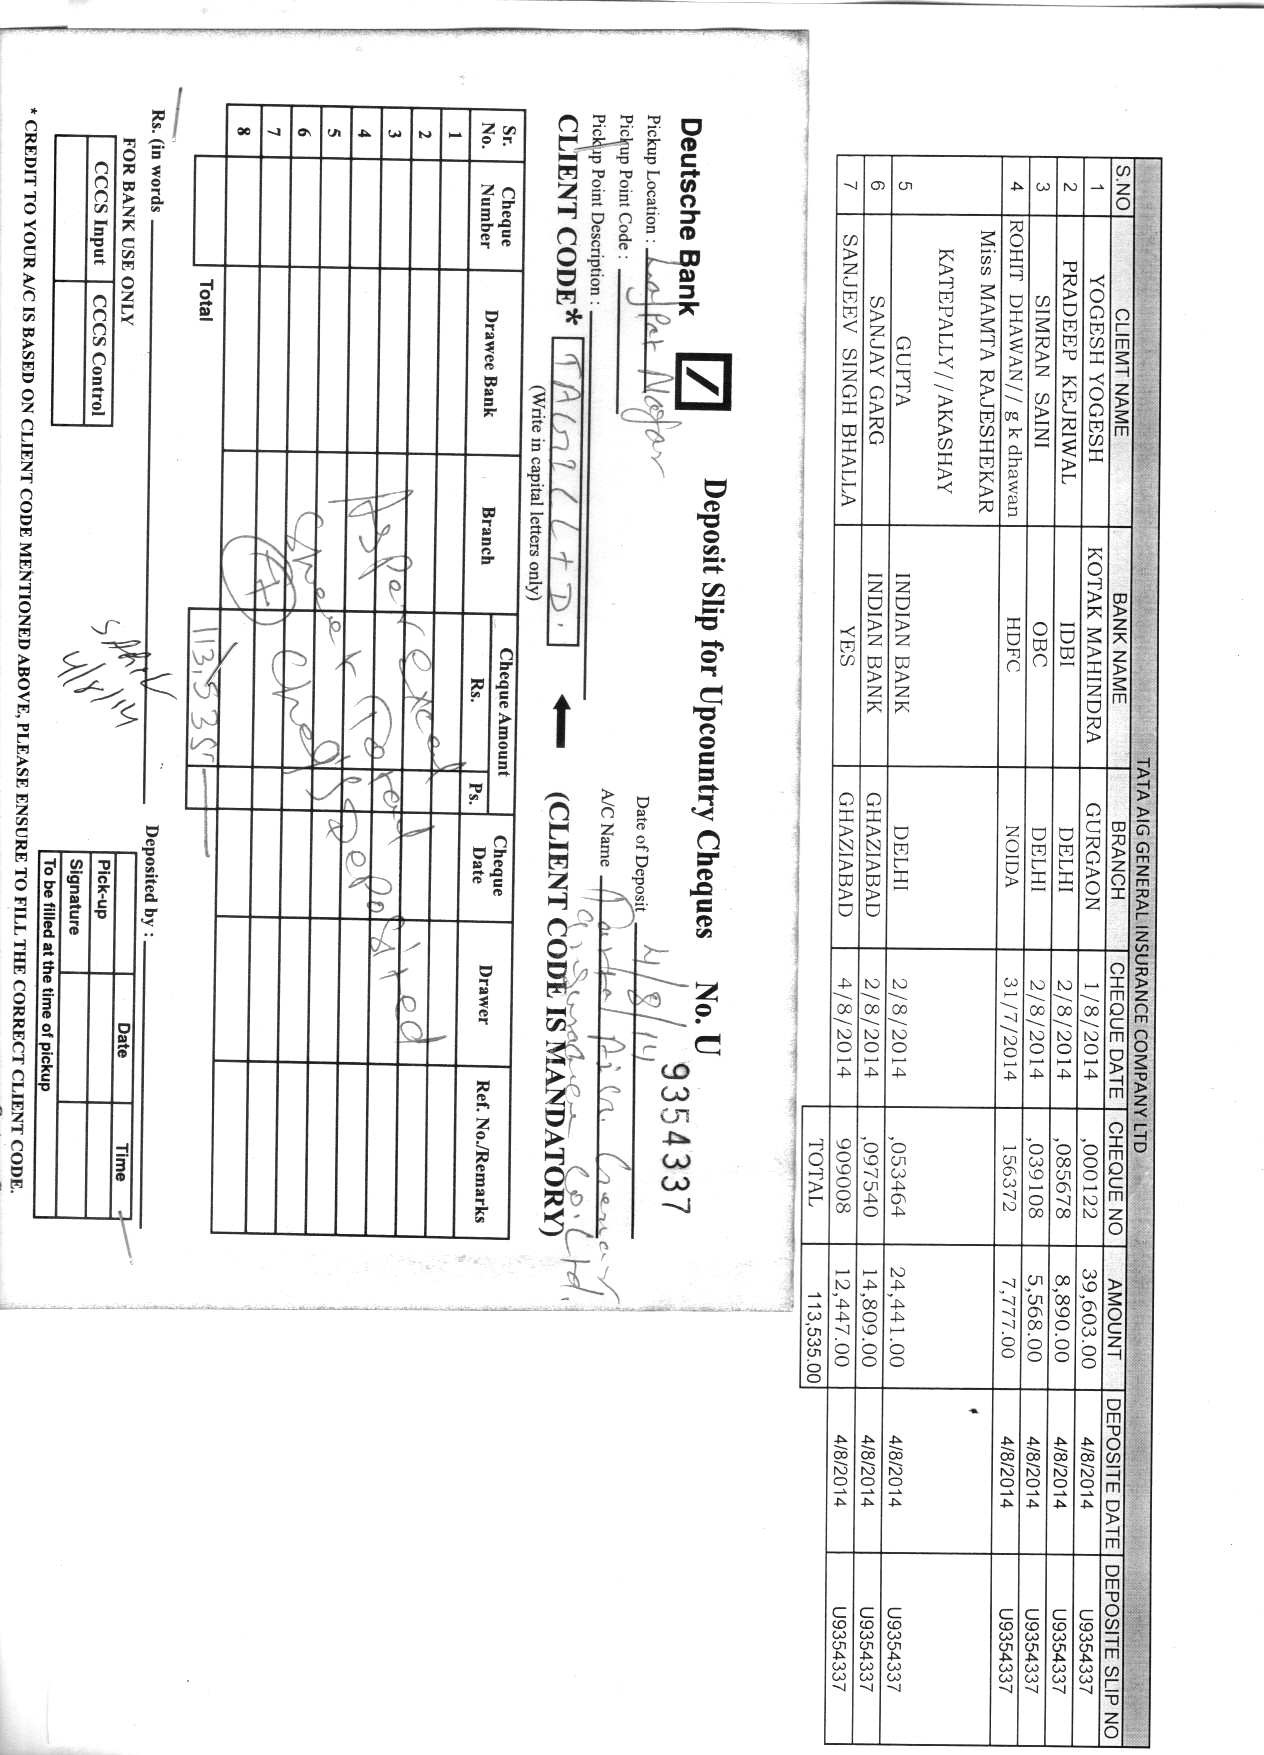 TATA AIG GENERAL INSURANCE COMPANY LTD
S.NO CLIEMT NAME BANK NAME BRANCH CHEQUE DATE CHEQUE NO AMOUNT DEPOSITE DATE DEPOSITE SLIP NO
1 YOGESH YOGESH KOTAK MAHINDRA GURGAON 1/8/2014 ,000122 39,603.00 4/8/2014 U9354337
2 PRADEEP KEJRIWAL IDBI DELHI 2/8/2014 ,085678 8,890.00 4/8/2014 U9354337
3 SIMRAN SAINI OBC DELHI 2/8/2014 ,039108 5,568.00 4/8/2014 U9354337
4 ROHIT DHAWAN// g k dhawan HDFC NOIDA 31/7/2014 156372 7,777.00 4/8/2014 U9354337
Miss MAMTA RAJESHEKAR
KATEPALLY//AKASHAY
5 GUPTA INDIAN BANK DELHI 2/8/2014 ,053464 24,441.00 4/8/2014 U9354337
6 SANJAY GARG INDIAN BANK GHAZIABAD 2/8/2014 ,097540 14,809.00 4/8/2014 U9354337
7 SANJEEV SINGH BHALLA YES GHAZIABAD 4/8/2014 909008 12,447.00 4/8/2014 U9354337
TOTAL 113,535.00
Deutsche Bank Deposit Slip for Upcountry Cheques No. U 9354337
Pickup Location : Lajpat Nagar Date of Deposit 4/8/14
Pickup Point Code :
Pickup Point Description : A/C Name Tata AIG General
Insurance Co. Ltd.
CLIENT CODE* TAGICLTD. (CLIENT CODE IS MANDATORY)
(Write in capital letters only)
Sr. No. Cheque Number Drawee Bank Branch Cheque Amount Rs. Ps. Cheque Date Drawer Ref. No./Remarks
1
2
3
4
5
6
7
8
As per excel
Sheet Total
7 Chqs Deposited
Total 113,535/-
Rs. (in words Deposited by :
FOR BANK USE ONLY
CCCS Input CCCS Control
4/8/14
Date Time
Pick-up
Signature
To be filled at the time of pickup
* CREDIT TO YOUR A/C IS BASED ON CLIENT CODE MENTIONED ABOVE, PLEASE ENSURE TO FILL THE CORRECT CLIENT CODE.